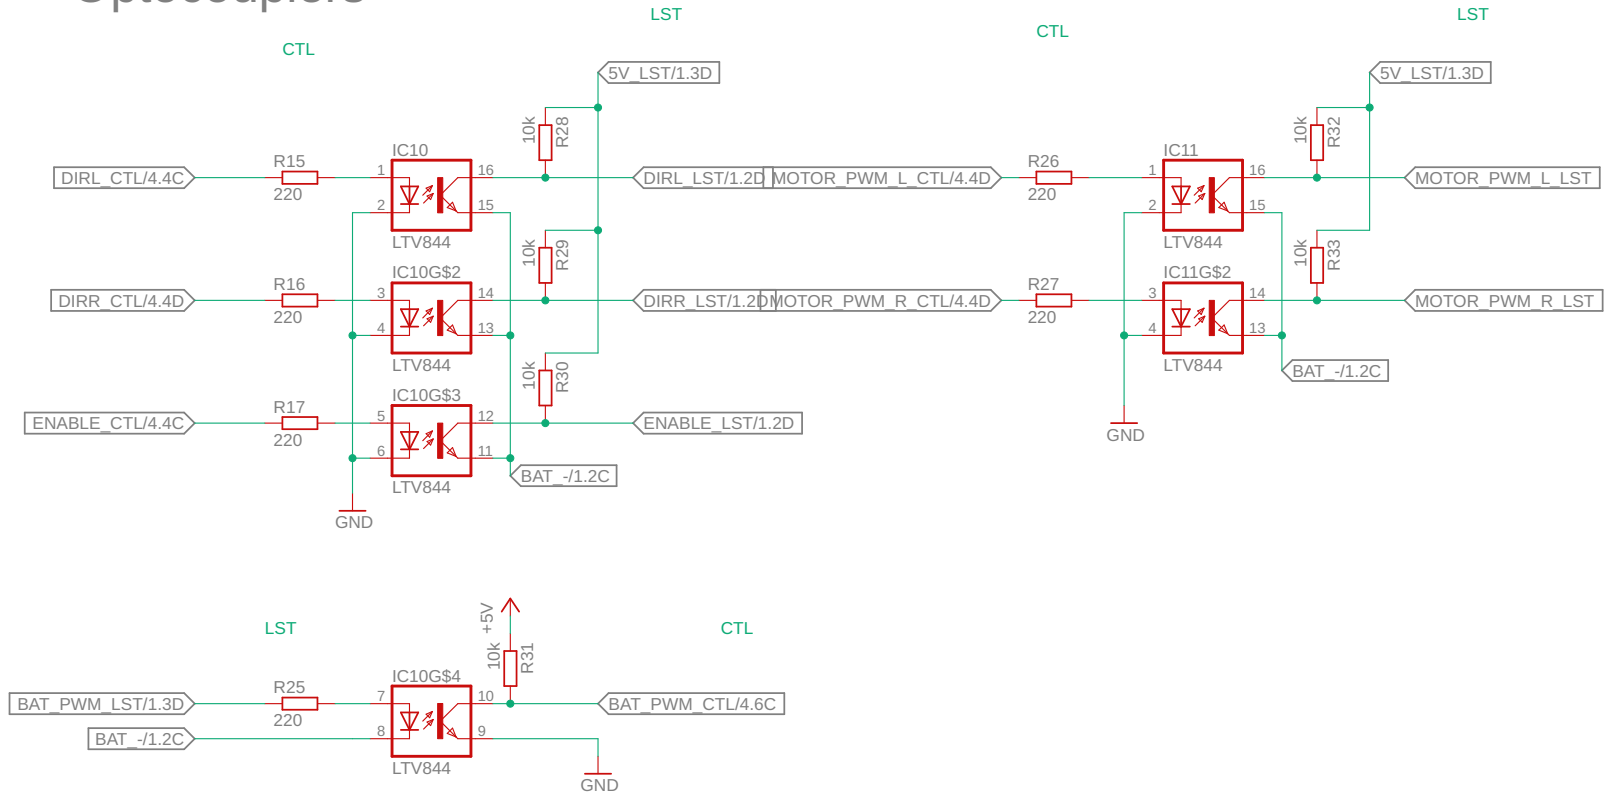 Optocouplers
LST
LST
CTL
CTL
5V_LST/1.3D
5V_LST/1.3D
10k
R28
10k
R32
IC10
IC11
DIRL_CTL/4.4C
R15
220
1
16
2
15
LTV844
DIRL_LST/1.2D
MOTOR_PWM_L_CTL/4.4D
R26
220
1
16
2
15
LTV844
MOTOR_PWM_L_LST
10k
R29
10k
R33
IC10G$2
IC11G$2
DIRR_CTL/4.4D
R16
220
3
14
4
13
LTV844
DIRR_LST/1.2D
MOTOR_PWM_R_CTL/4.4D
R27
220
3
14
4
13
LTV844
MOTOR_PWM_R_LST
BAT_-/1.2C
GND
10k
R30
IC10G$3
ENABLE_CTL/4.4C
R17
220
5
12
6
11
LTV844
ENABLE_LST/1.2D
BAT_-/1.2C
GND
LST
CTL
+5V
10k
R31
IC10G$4
BAT_PWM_LST/1.3D
R25
220
7
10
BAT_PWM_CTL/4.6C
BAT_-/1.2C
8
9
LTV844
GND